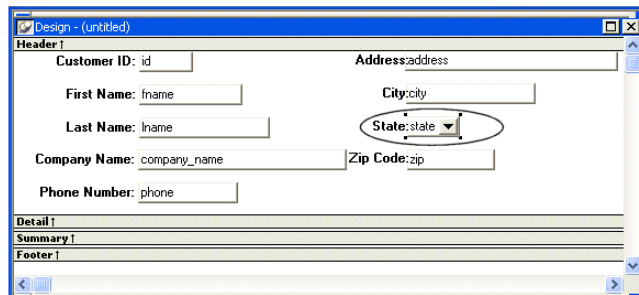 Design - (untitled)
Header ↑
Customer ID: id Address: address
First Name: fname City: city
Last Name: lname State: state
Company Name: company_name Zip Code: zip
Phone Number: phone
Detail ↑
Summary ↑
Footer ↑